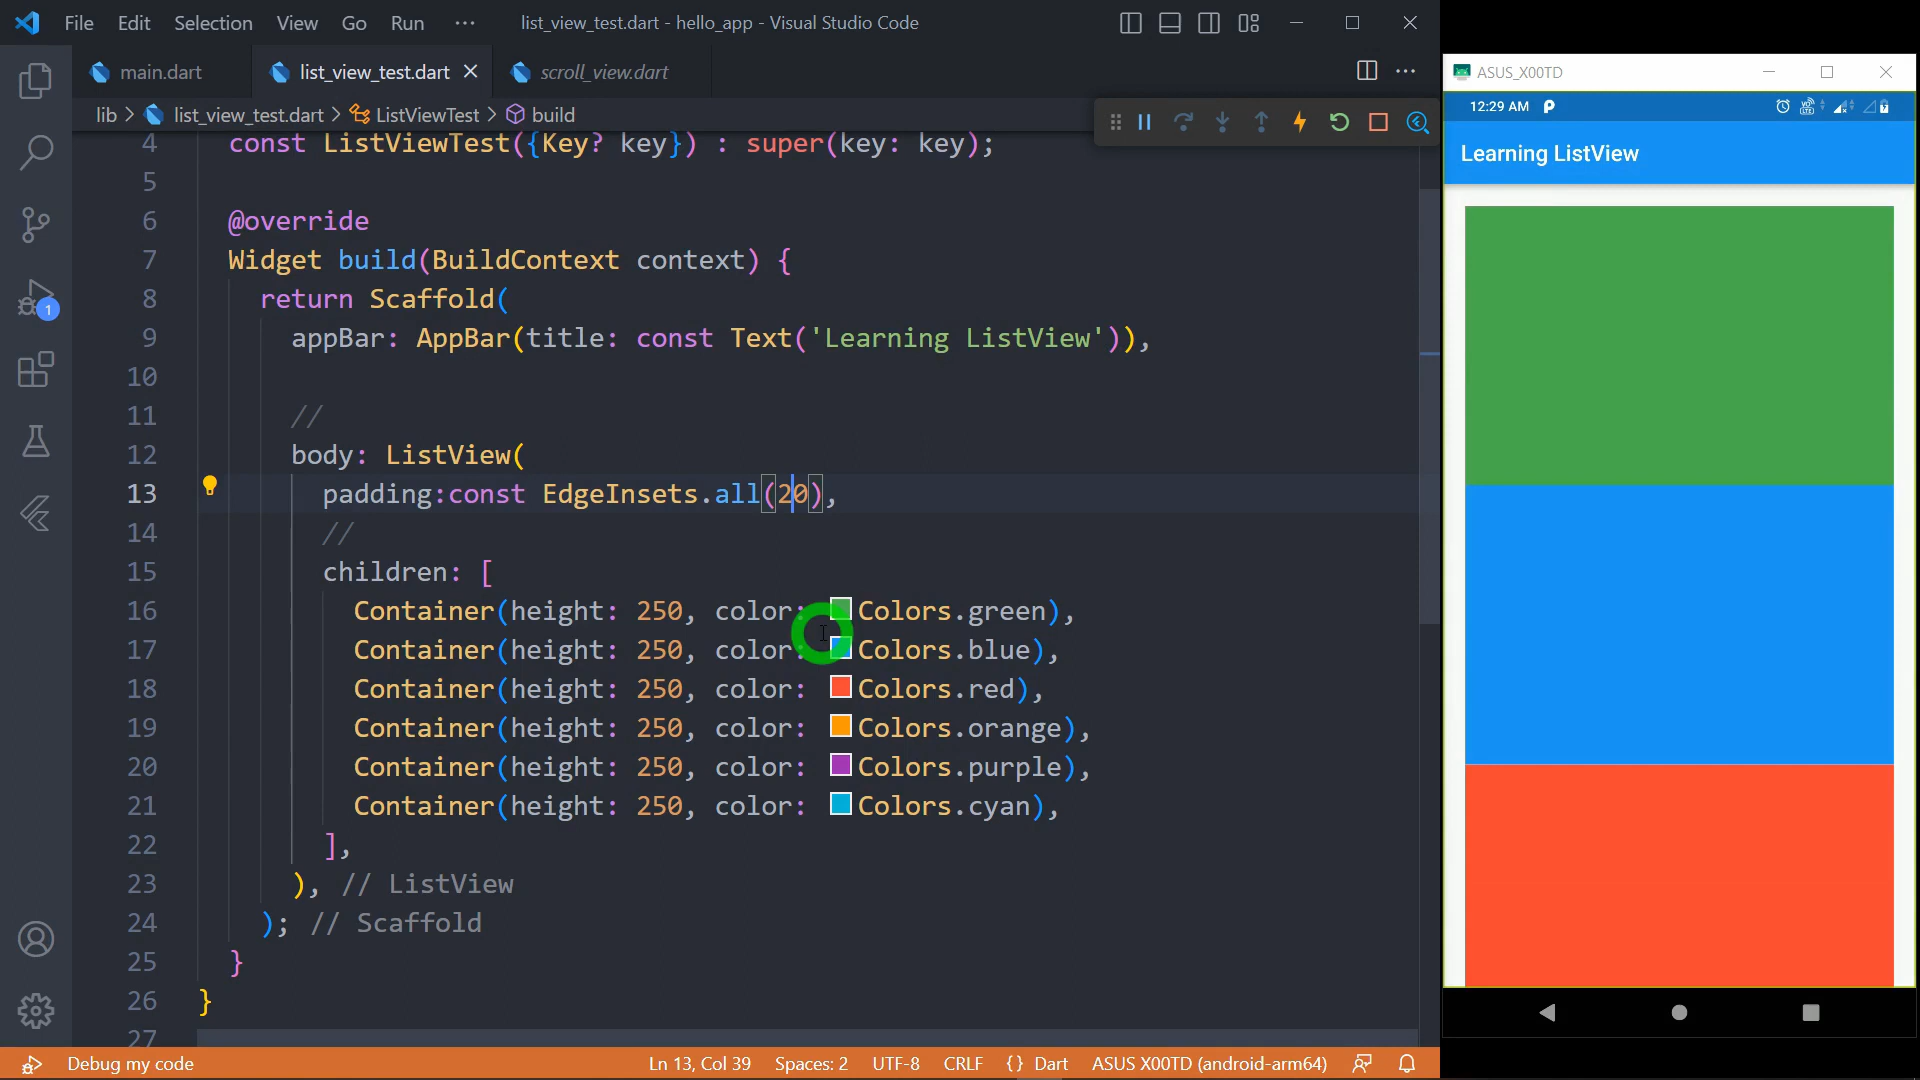 File Edit Selection View Go Run ··· list_view_test.dart - hello_app - Visual Studio Code
main.dart list_view_test.dart scroll_view.dart
lib > list_view_test.dart > ListViewTest > build
4 const ListViewTest({Key? key}) : super(key: key);
5
6 @override
7 Widget build(BuildContext context) {
8 return Scaffold(
9 appBar: AppBar(title: const Text('Learning ListView')),
10
11 //
12 body: ListView(
13 padding:const EdgeInsets.all(20),
14 //
15 children: [
16 Container(height: 250, color: Colors.green),
17 Container(height: 250, color: Colors.blue),
18 Container(height: 250, color: Colors.red),
19 Container(height: 250, color: Colors.orange),
20 Container(height: 250, color: Colors.purple),
21 Container(height: 250, color: Colors.cyan),
22 ],
23 ), // ListView
24 ); // Scaffold
25 }
26 }
27
1
Debug my code Ln 13, Col 39 Spaces: 2 UTF-8 CRLF {} Dart ASUS X00TD (android-arm64)
ASUS_X00TD
12:29 AM
Learning ListView